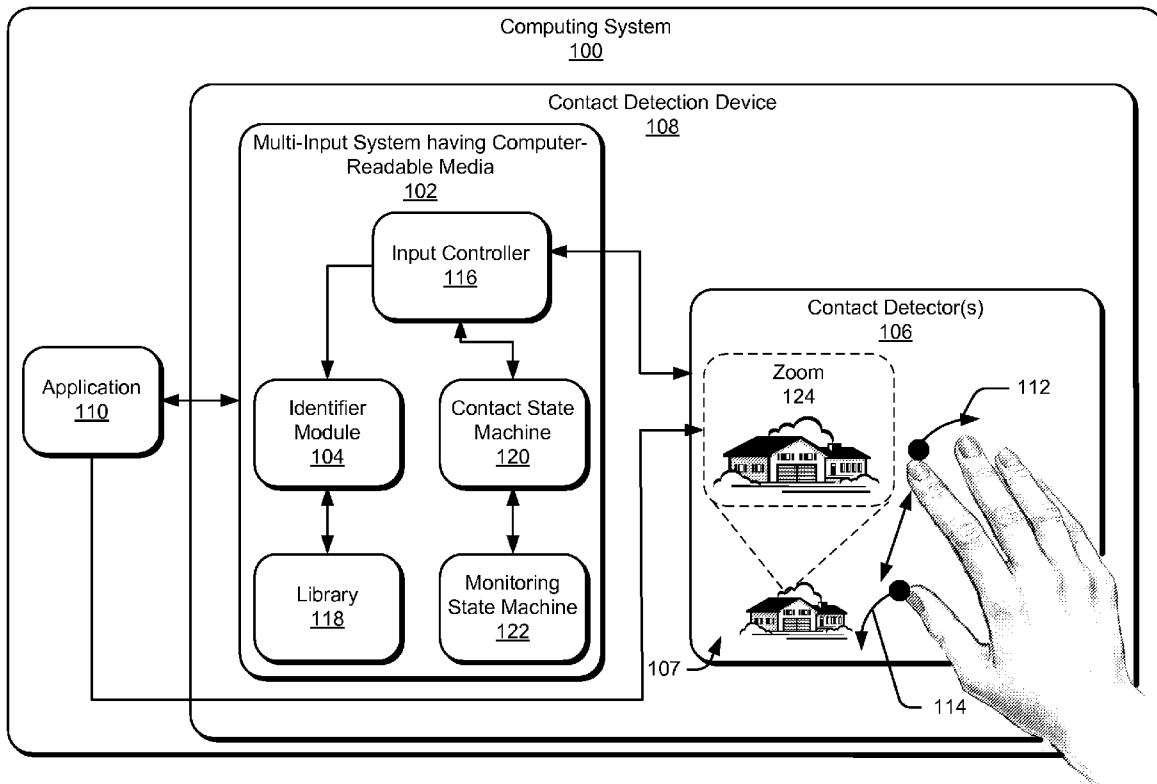 Computing System
100
Contact Detection Device
108
Multi-Input System having Computer-
Readable Media
102
Input Controller
116
Contact Detector(s)
106
Application
110
Identifier
Module
104
Contact State
Machine
120
Zoom
124
112
Library
118
Monitoring
State Machine
122
107
114